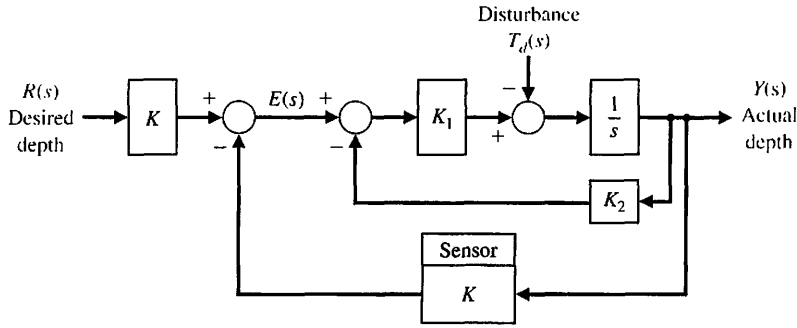 Disturbance
T_d(s)
R(s)
Desired
depth
K
+
−
E(s)
+
−
K_1
−
+
1
s
Y(s)
Actual
depth
K_2
Sensor
K